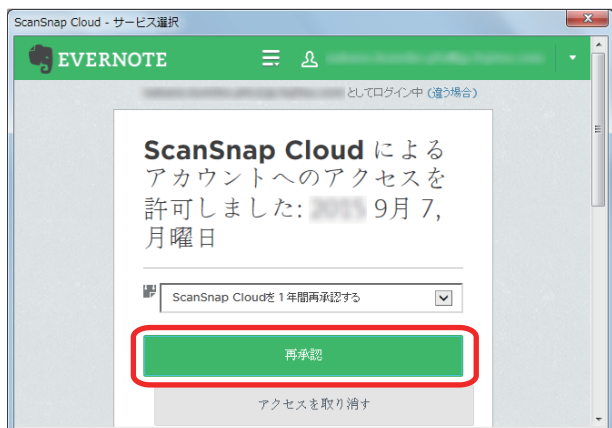 ScanSnap Cloud - サービス選択
EVERNOTE
としてログイン中 (違う場合)
ScanSnap Cloud による
アカウントへのアクセスを
許可しました: 2015 9月 7,
月曜日
ScanSnap Cloudを1年間再承認する
再承認
アクセスを取り消す